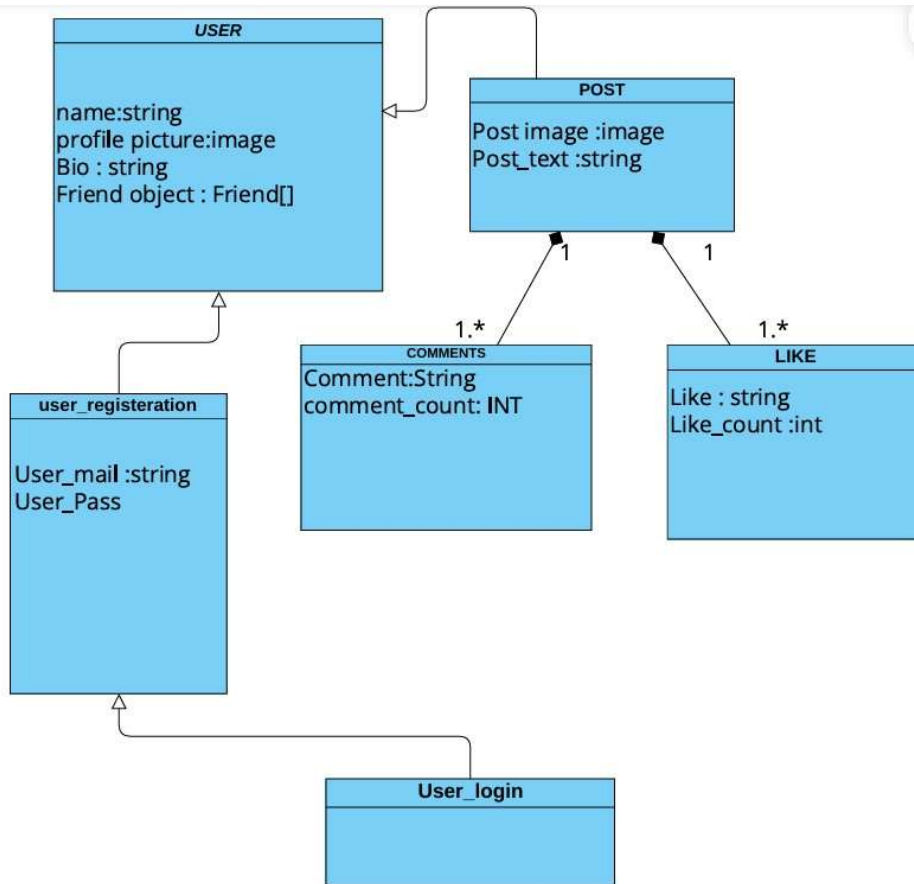 USER
name:string
profile picture:image
Bio : string
Friend object : Friend[]
POST
Post image :image
Post_text :string
1
1
1.*
1.*
COMMENTS
Comment:String
comment_count: INT
LIKE
Like : string
Like_count :int
user_registeration
User_mail :string
User_Pass
User_login